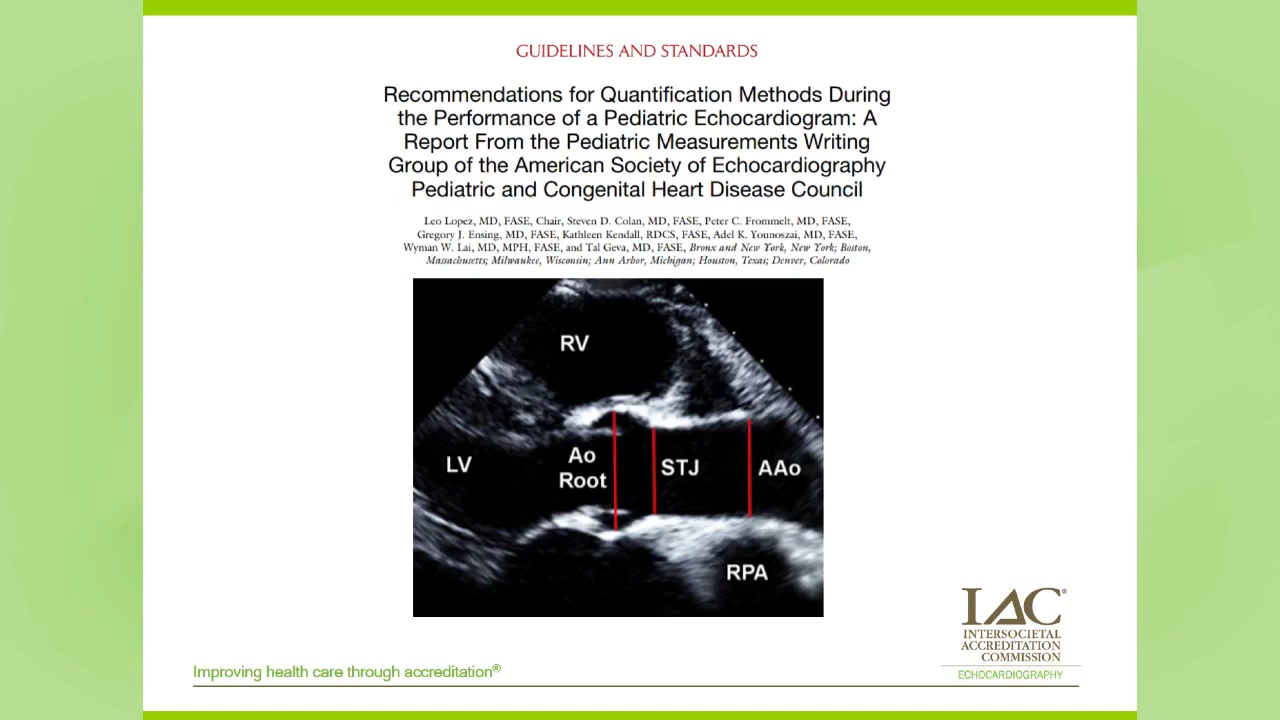 GUIDELINES AND STANDARDS
Recommendations for Quantification Methods During
the Performance of a Pediatric Echocardiogram: A
Report From the Pediatric Measurements Writing
Group of the American Society of Echocardiography
Pediatric and Congenital Heart Disease Council
Leo Lopez, MD, FASE, Chair, Steven D. Colan, MD, FASE, Peter C. Frommelt, MD, FASE,
Gregory J. Ensing, MD, FASE, Kathleen Kendall, RDCS, FASE, Adel K. Younoszai, MD, FASE,
Wyman W. Lai, MD, MPH, FASE, and Tal Geva, MD, FASE, Bronx and New York, New York; Boston,
Massachusetts; Milwaukee, Wisconsin; Ann Arbor, Michigan; Houston, Texas; Denver, Colorado
RV
LV
Ao
Root
STJ
AAo
RPA
IAC®
INTERSOCIETAL
ACCREDITATION
COMMISSION
ECHOCARDIOGRAPHY
Improving health care through accreditation®